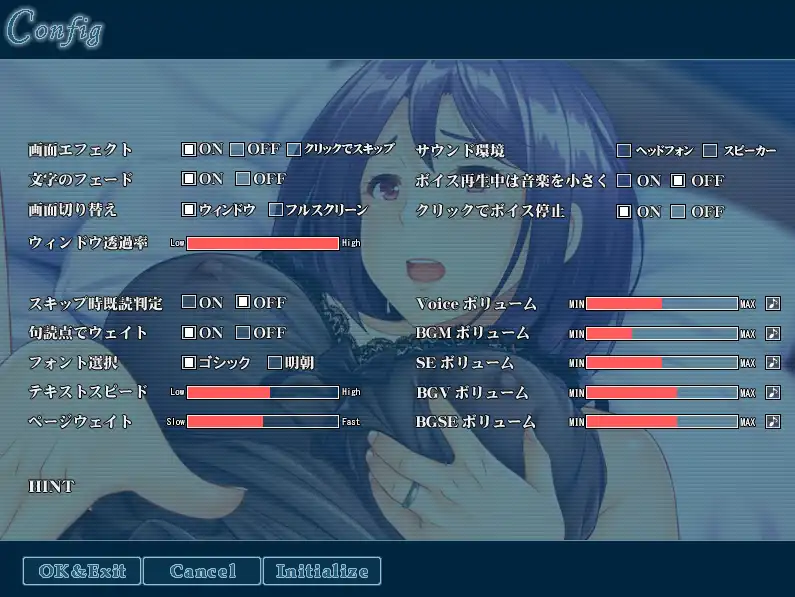 Config
画面エフェクト ON OFF クリックでスキップ サウンド環境 ヘッドフォン スピーカー
文字のフェード ON OFF ボイス再生中は音楽を小さく ON OFF
画面切り替え ウィンドウ フルスクリーン クリックでボイス停止 ON OFF
ウィンドウ透過率 Low High
スキップ時既読判定 ON OFF Voice ボリューム MIN MAX
句読点でウェイト ON OFF BGM ボリューム MIN MAX
フォント選択 ゴシック 明朝 SE ボリューム MIN MAX
テキストスピード Low High BGV ボリューム MIN MAX
ページウェイト Slow Fast BGSE ボリューム MIN MAX
HINT
OK&Exit Cancel Initialize